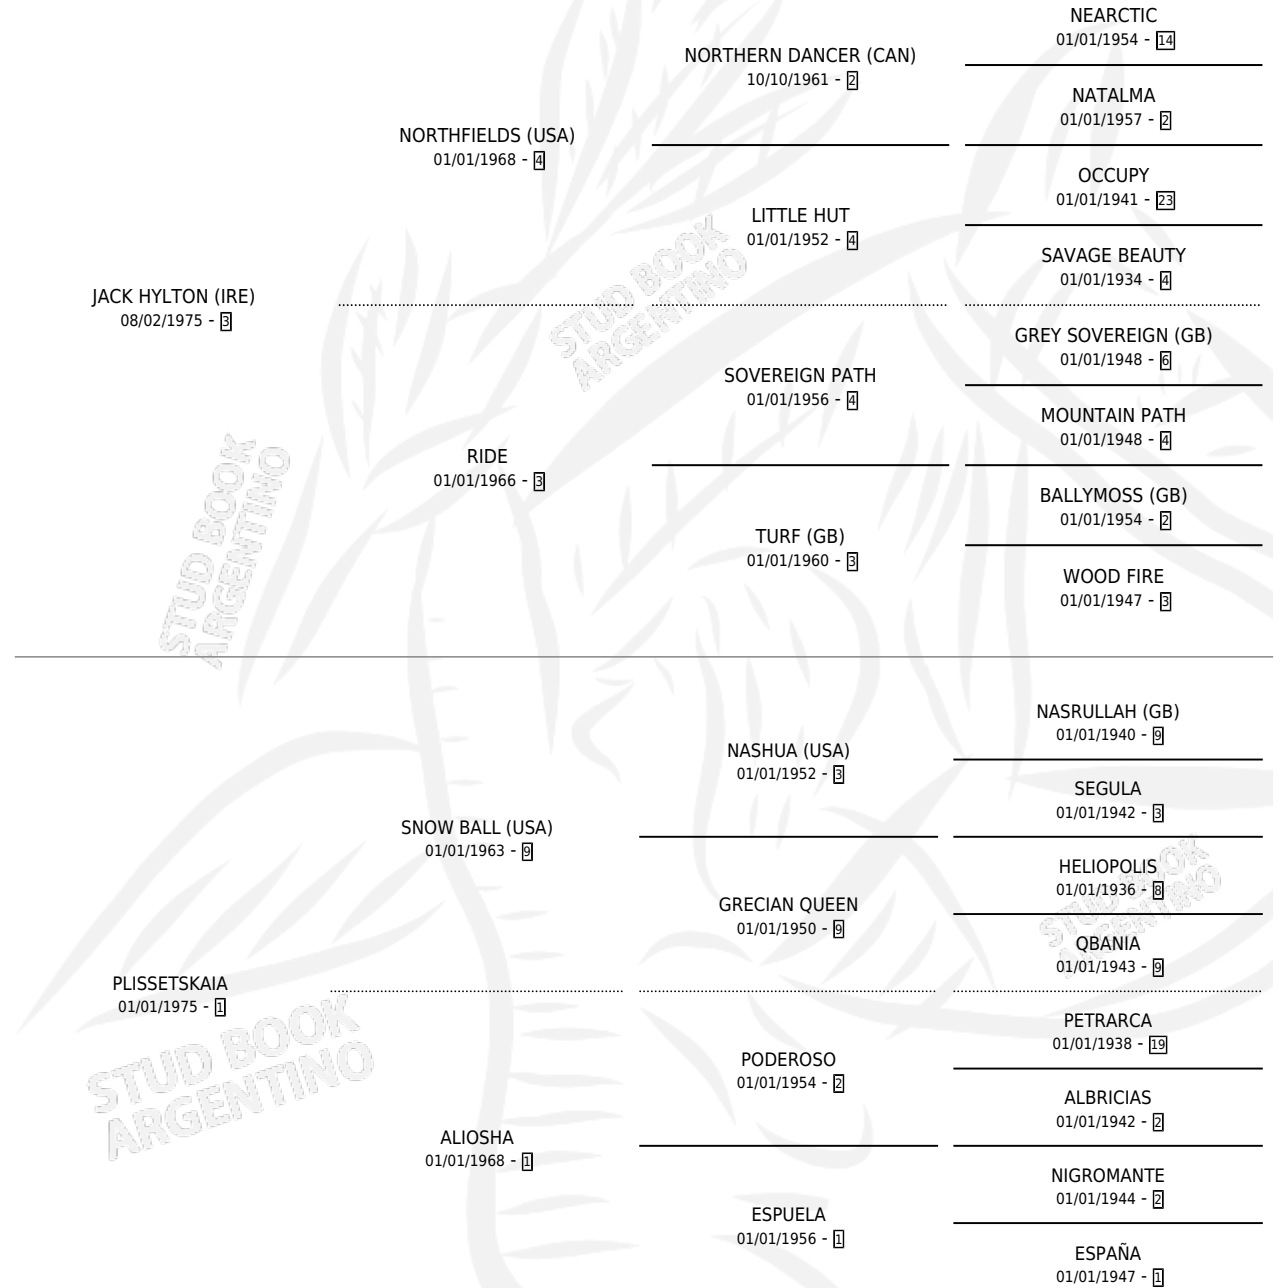 NEARCTIC
01/01/1954 - 14
NORTHERN DANCER (CAN)
10/10/1961 - 2
NATALMA
01/01/1957 - 2
NORTHFIELDS (USA)
01/01/1968 - 4
OCCUPY
01/01/1941 - 23
LITTLE HUT
01/01/1952 - 4
SAVAGE BEAUTY
01/01/1934 - 4
JACK HYLTON (IRE)
08/02/1975 - 3
STUD BOOK
ARGENTINO
GREY SOVEREIGN (GB)
01/01/1948 - 6
SOVEREIGN PATH
01/01/1956 - 4
MOUNTAIN PATH
01/01/1948 - 4
RIDE
01/01/1966 - 3
STUD BOOK
ARGENTINO
BALLYMOSS (GB)
01/01/1954 - 2
TURF (GB)
01/01/1960 - 3
WOOD FIRE
01/01/1947 - 3
NASRULLAH (GB)
01/01/1940 - 9
NASHUA (USA)
01/01/1952 - 3
SEGULA
01/01/1942 - 3
SNOW BALL (USA)
01/01/1963 - 9
HELIOPOLIS
01/01/1936 - 8
STUD BOOK
ARGENTINO
GRECIAN QUEEN
01/01/1950 - 9
QBANIA
01/01/1943 - 9
PLISSETSKAIA
01/01/1975 - 1
STUD BOOK
ARGENTINO
PETRARCA
01/01/1938 - 19
PODEROSO
01/01/1954 - 2
ALBRICIAS
01/01/1942 - 2
ALIOSHA
01/01/1968 - 1
NIGROMANTE
01/01/1944 - 2
ESPUELA
01/01/1956 - 1
ESPAÑA
01/01/1947 - 1